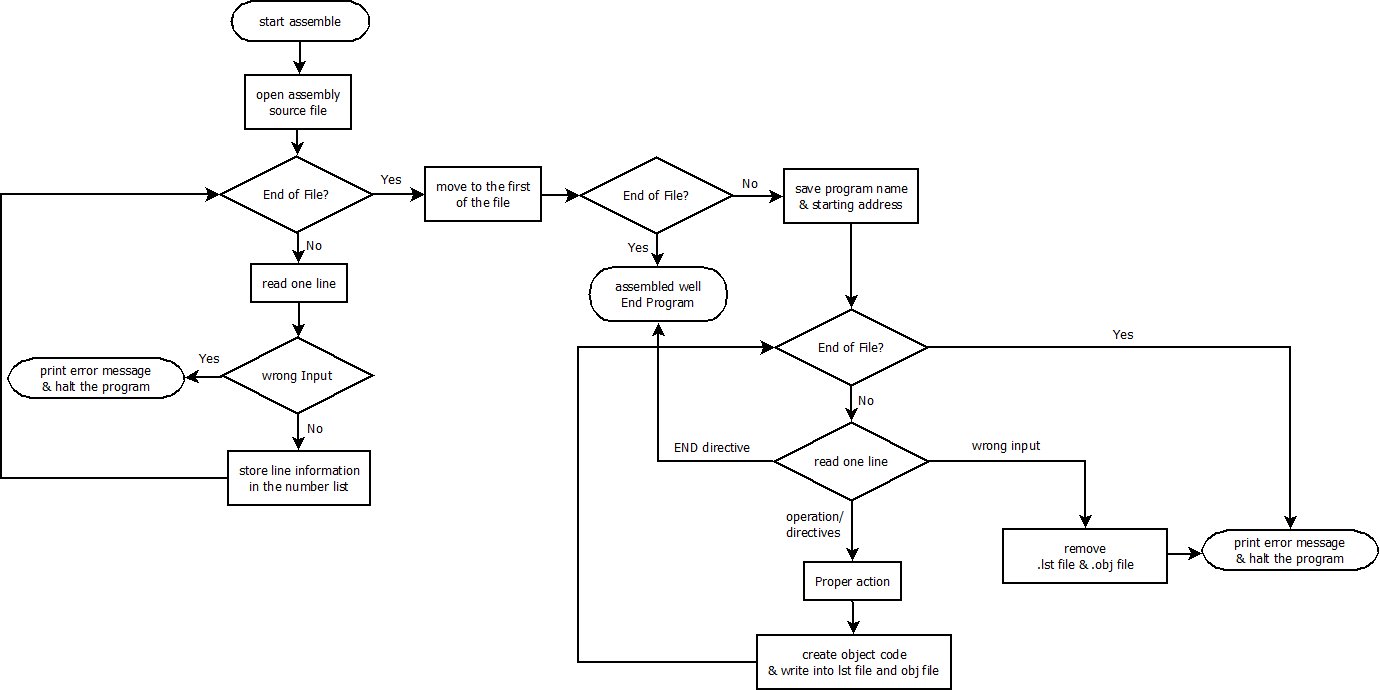 start assemble
open assembly
source file
End of File?
Yes
move to the first
of the file
End of File?
No
save program name
& starting address
No
Yes
read one line
assembled well
End Program
End of File?
Yes
Yes
wrong Input
print error message
& halt the program
No
No
END directive
read one line
wrong input
store line information
in the number list
operation/
directives
remove
.lst file & .obj file
print error message
& halt the program
Proper action
create object code
& write into lst file and obj file